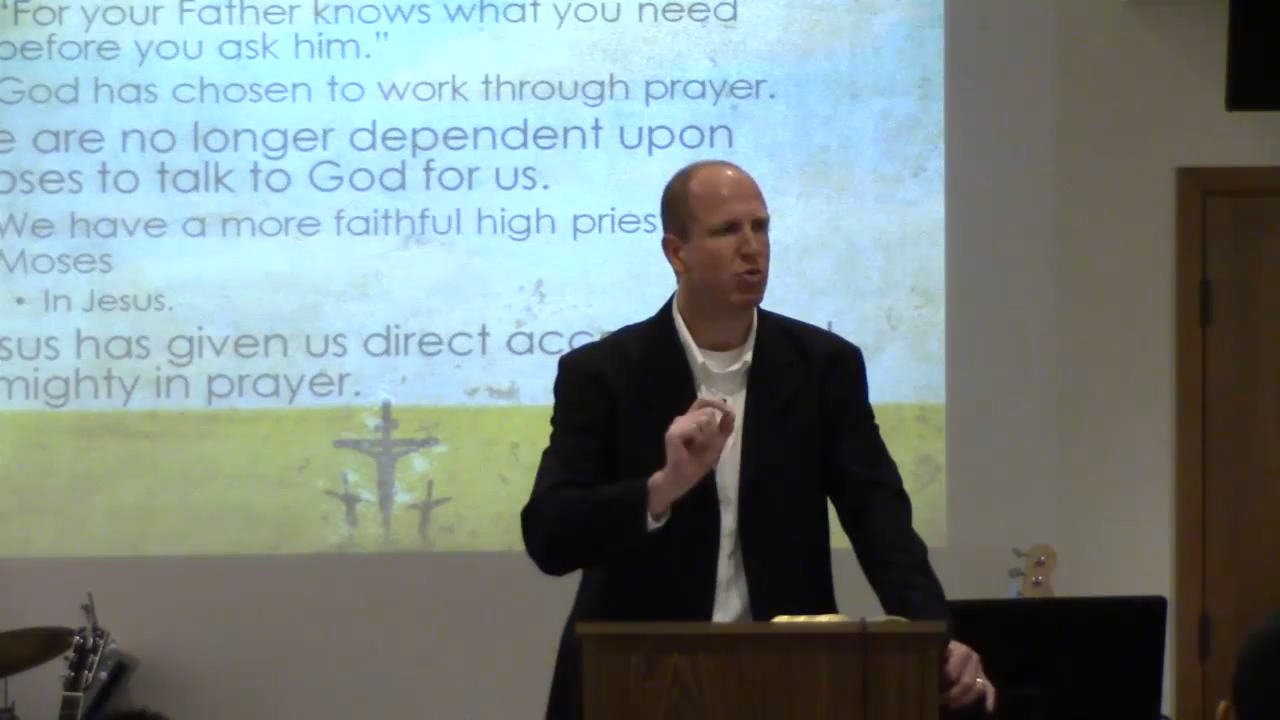 "For your Father knows what you need
before you ask him."
God has chosen to work through prayer.
e are no longer dependent upon
oses to talk to God for us.
We have a more faithful high pries
Moses
• In Jesus.
sus has given us direct acc
mighty in prayer.